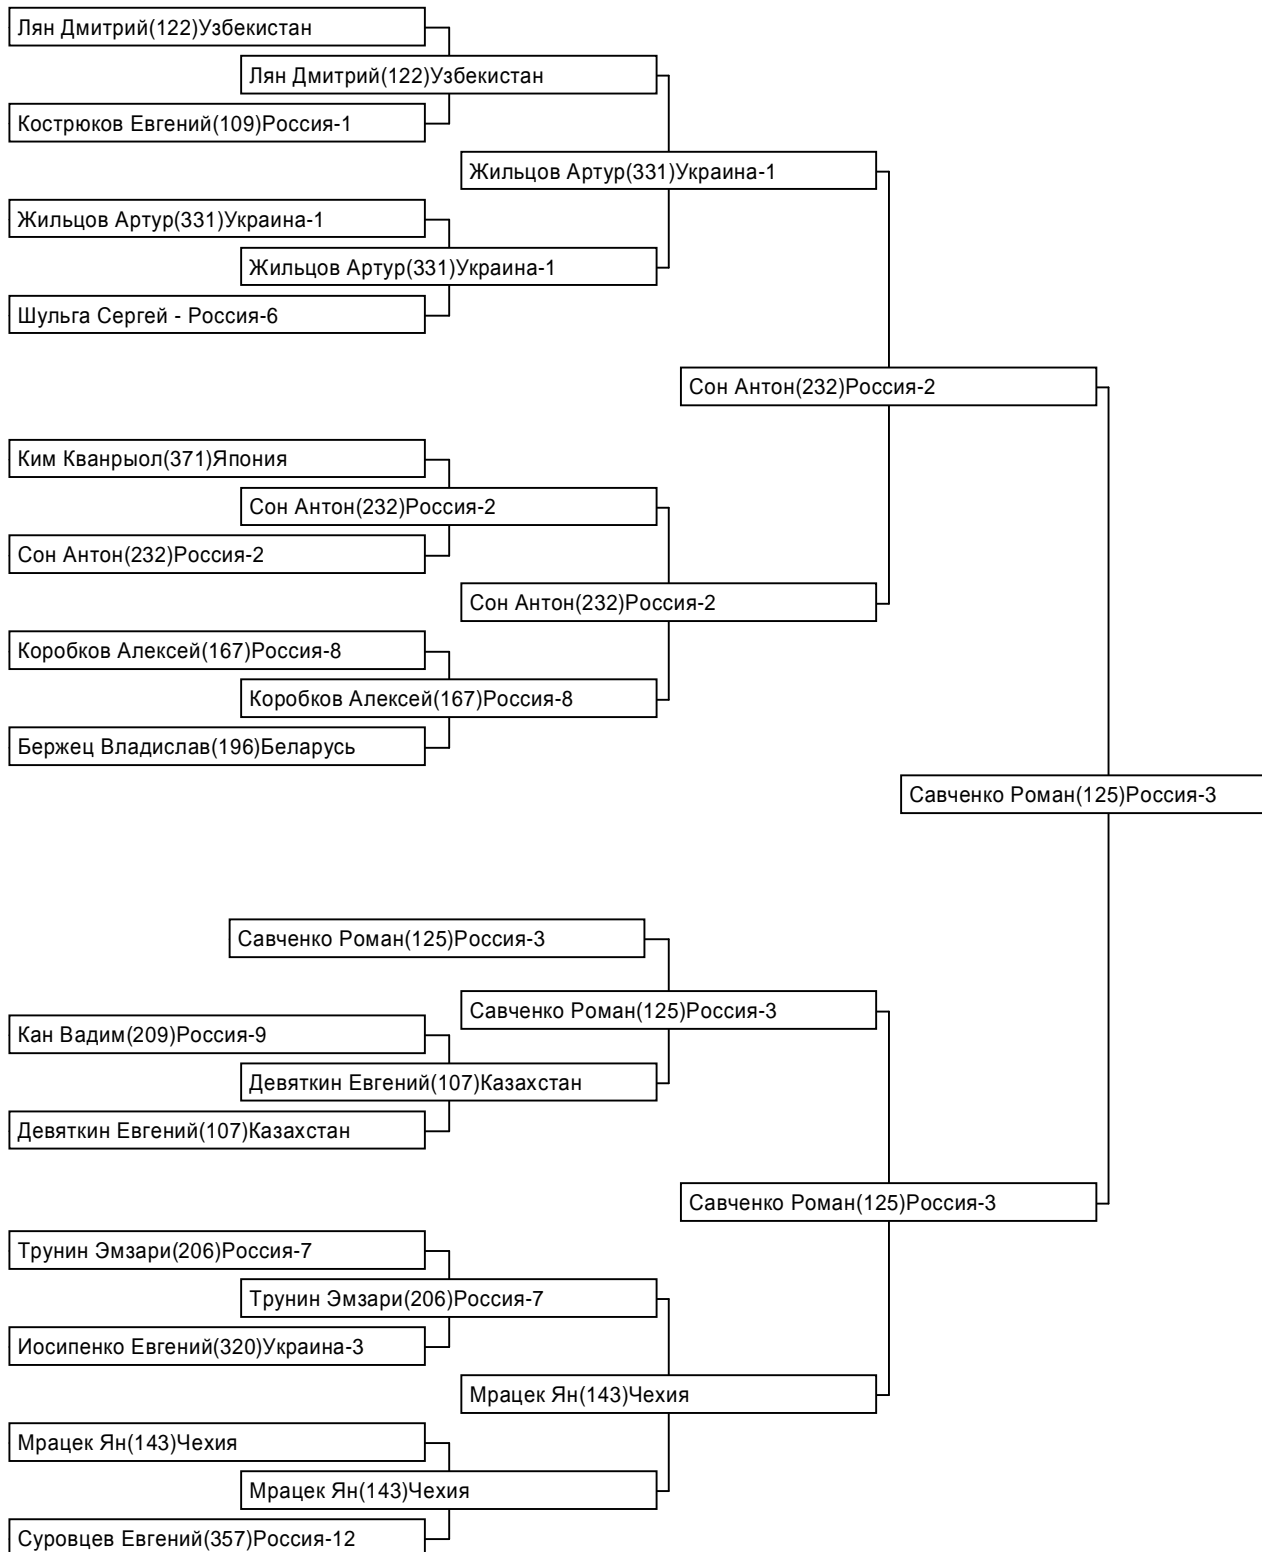 Лян Дмитрий(122)Узбекистан
Лян Дмитрий(122)Узбекистан
Кострюков Евгений(109)Россия-1
Жильцов Артур(331)Украина-1
Жильцов Артур(331)Украина-1
Жильцов Артур(331)Украина-1
Шульга Сергей - Россия-6
Сон Антон(232)Россия-2
Ким Кванрыол(371)Япония
Сон Антон(232)Россия-2
Сон Антон(232)Россия-2
Сон Антон(232)Россия-2
Коробков Алексей(167)Россия-8
Коробков Алексей(167)Россия-8
Бержец Владислав(196)Беларусь
Савченко Роман(125)Россия-3
Савченко Роман(125)Россия-3
Савченко Роман(125)Россия-3
Кан Вадим(209)Россия-9
Девяткин Евгений(107)Казахстан
Девяткин Евгений(107)Казахстан
Савченко Роман(125)Россия-3
Трунин Эмзари(206)Россия-7
Трунин Эмзари(206)Россия-7
Иосипенко Евгений(320)Украина-3
Мрацек Ян(143)Чехия
Мрацек Ян(143)Чехия
Мрацек Ян(143)Чехия
Суровцев Евгений(357)Россия-12